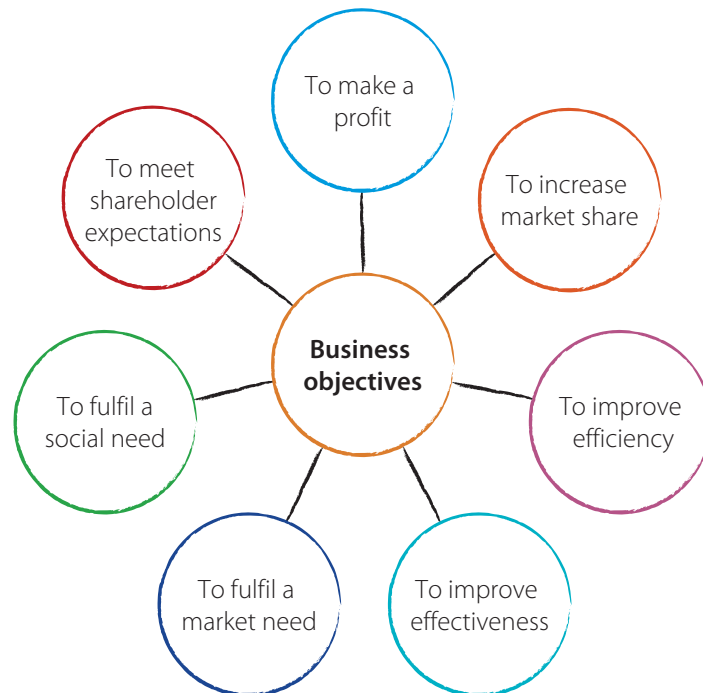 To make a
profit
To increase
market share
To improve
efficiency
To improve
effectiveness
To fulfil a
market need
To fulfil a
social need
To meet
shareholder
expectations
Business
objectives